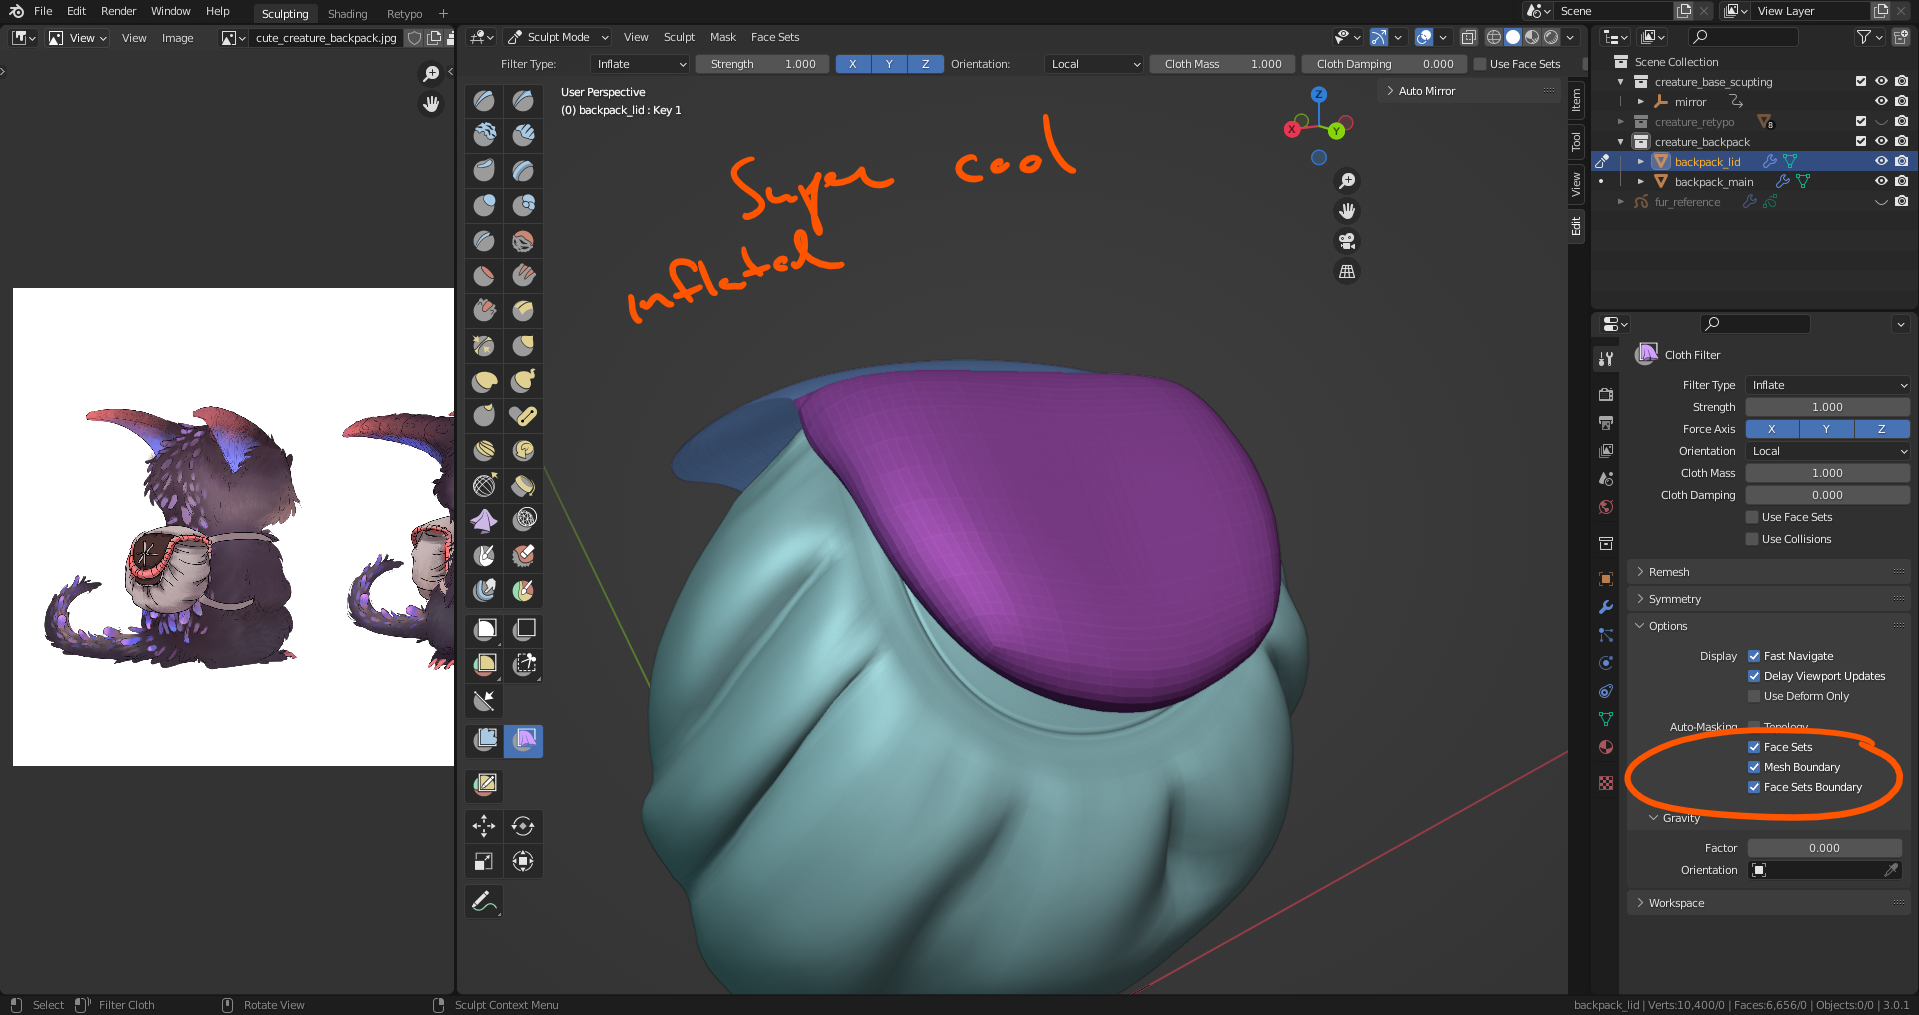 File Edit Render Window Help Sculpting Shading Retypo + Scene View Layer
View View Image cute_creature_backpack.jpg
Sculpt Mode View Sculpt Mask Face Sets
Filter Type: Inflate Strength 1.000 X Y Z Orientation: Local Cloth Mass 1.000 Cloth Damping 0.000 Use Face Sets
User Perspective
(0) backpack_lid : Key 1
Auto Mirror
Z
X
Y
Item
Tool
View
Edit
Super cool
inflated
Scene Collection
creature_base_scupting
mirror
creature_retypo 8
creature_backpack
backpack_lid
backpack_main
fur_reference
Cloth Filter
Filter Type Inflate
Strength 1.000
Force Axis X Y Z
Orientation Local
Cloth Mass 1.000
Cloth Damping 0.000
Use Face Sets
Use Collisions
Remesh
Symmetry
Options
Display Fast Navigate
Delay Viewport Updates
Use Deform Only
Auto-Masking Topology
Face Sets
Mesh Boundary
Face Sets Boundary
Gravity
Factor 0.000
Orientation
Workspace
Select Filter Cloth Rotate View Sculpt Context Menu backpack_lid | Verts:10,400/0 | Faces:6,656/0 | Objects:0/0 | 3.0.1